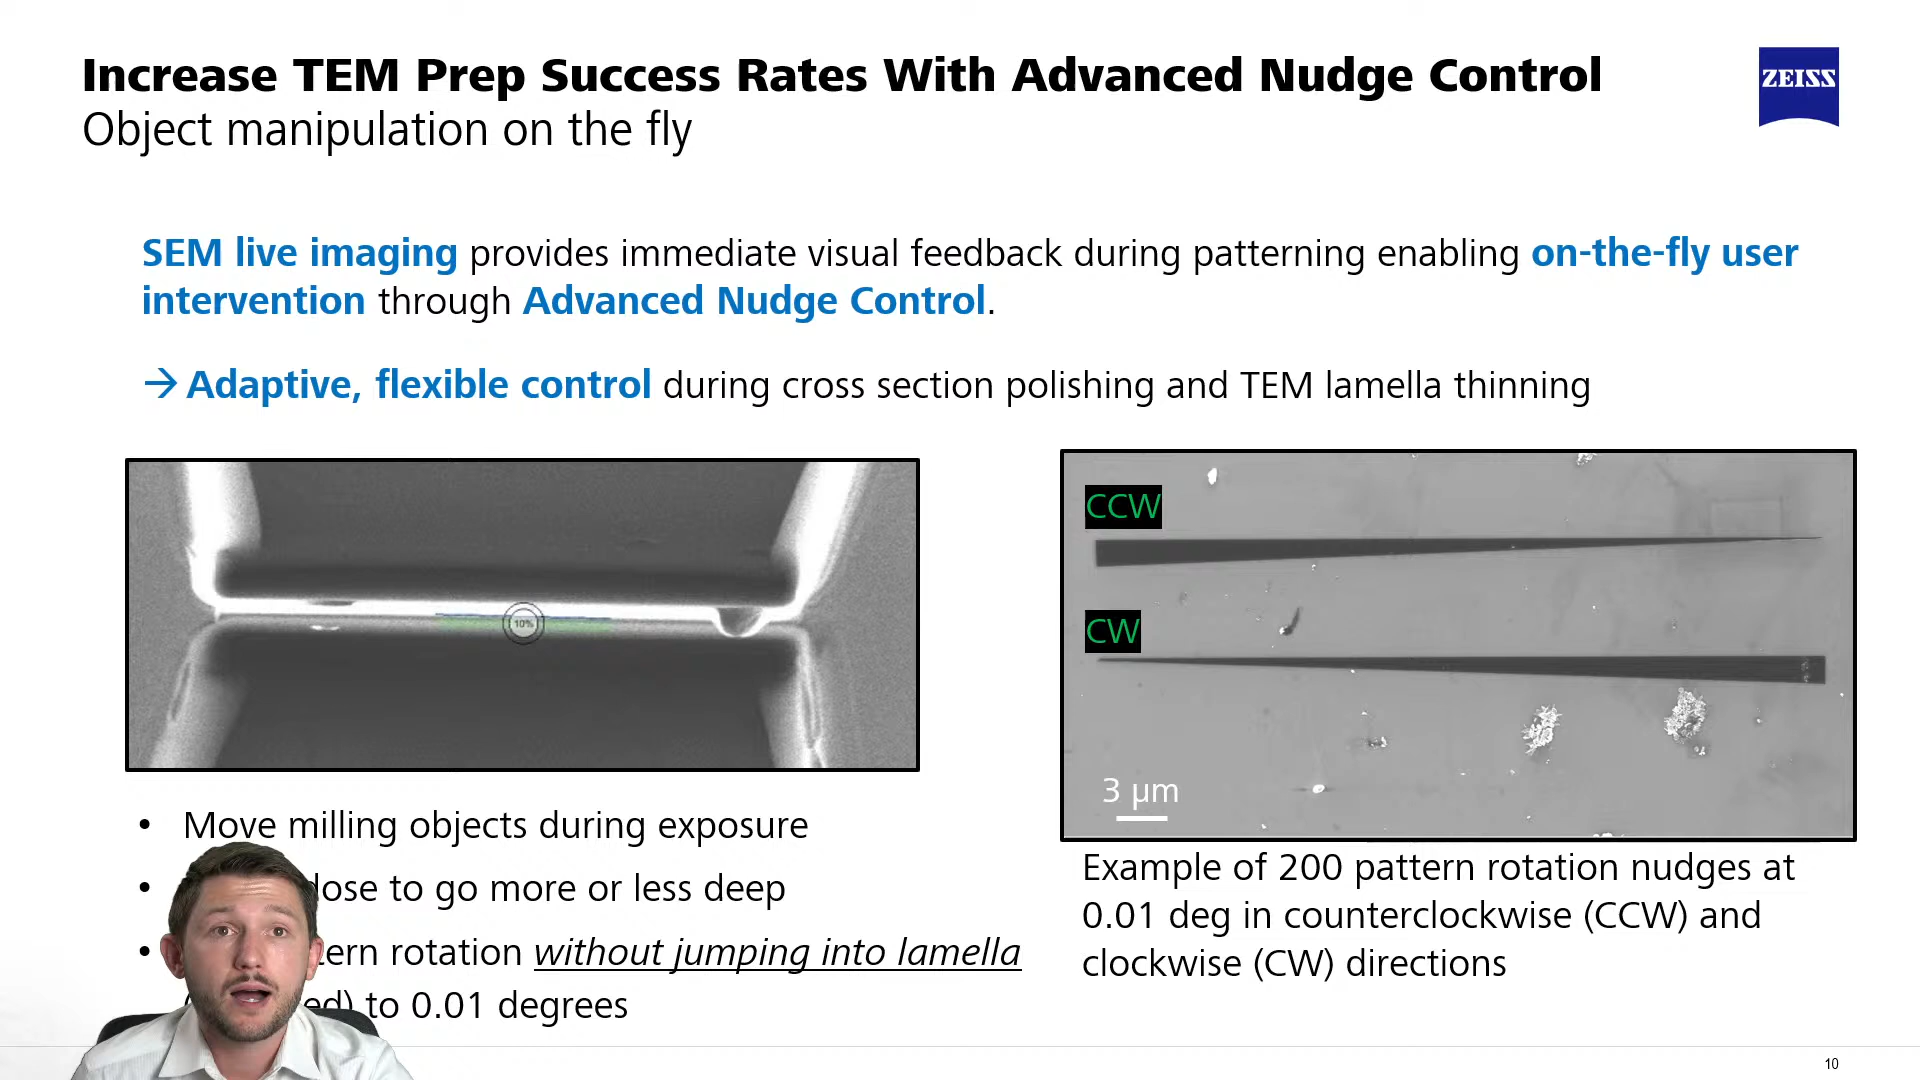 Increase TEM Prep Success Rates With Advanced Nudge Control
Object manipulation on the fly
ZEISS
SEM live imaging provides immediate visual feedback during patterning enabling on-the-fly user
intervention through Advanced Nudge Control.
→ Adaptive, flexible control during cross section polishing and TEM lamella thinning
10%
CCW
CW
3 µm
• Move milling objects during exposure
• dose to go more or less deep
• rotation without jumping into lamella
to 0.01 degrees
Example of 200 pattern rotation nudges at
0.01 deg in counterclockwise (CCW) and
clockwise (CW) directions
10